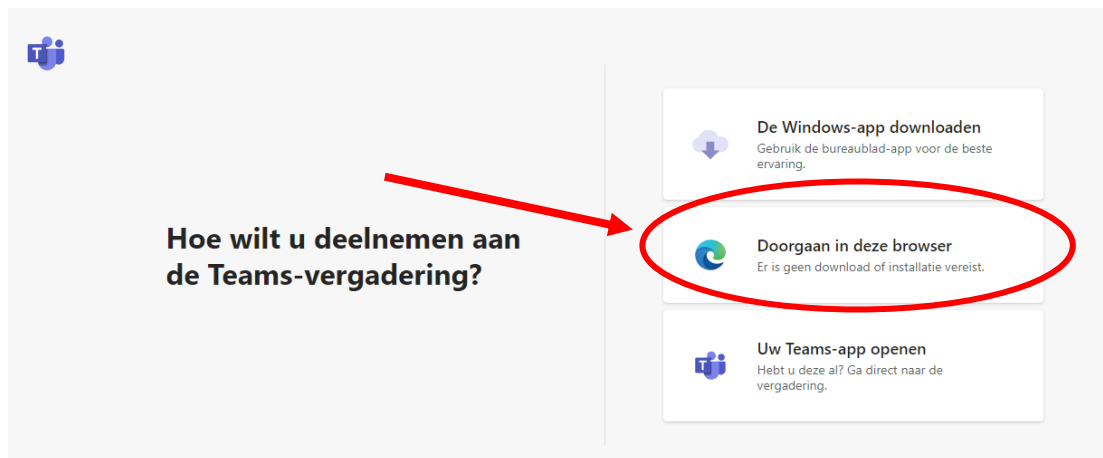 T
Hoe wilt u deelnemen aan
de Teams-vergadering?
De Windows-app downloaden
Gebruik de bureaublad-app voor de beste
ervaring.
Doorgaan in deze browser
Er is geen download of installatie vereist.
T
Uw Teams-app openen
Hebt u deze al? Ga direct naar de
vergadering.